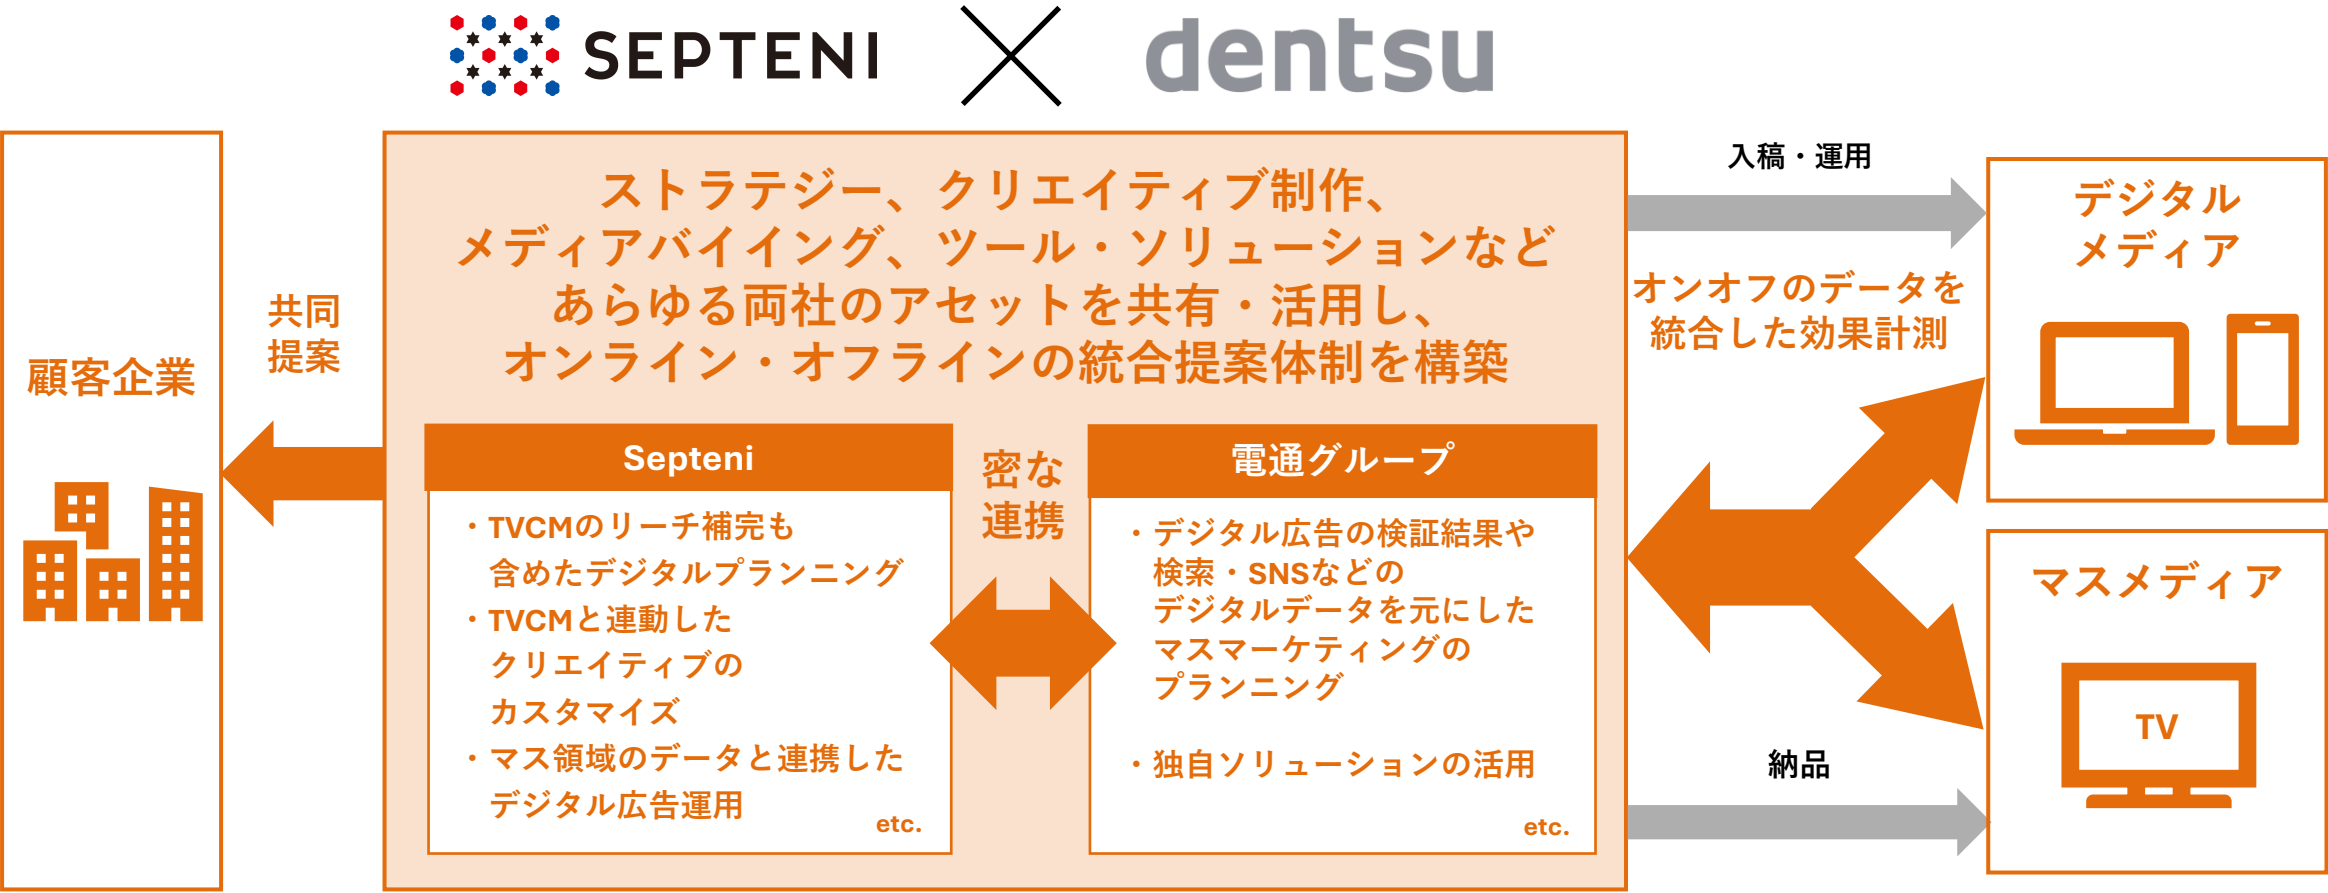 SEPTENI
dentsu
顧客企業
共同
提案
ストラテジー、クリエイティブ制作、
メディアバイイング、ツール・ソリューションなど
あらゆる両社のアセットを共有・活用し、
オンライン・オフラインの統合提案体制を構築
Septeni
・TVCMのリーチ補完も
含めたデジタルプランニング
・TVCMと連動した
クリエイティブの
カスタマイズ
・マス領域のデータと連携した
デジタル広告運用
etc.
密な
連携
電通グループ
・デジタル広告の検証結果や
検索・SNSなどの
デジタルデータを元にした
マスマーケティングの
プランニング
・独自ソリューションの活用
etc.
入稿・運用
オンオフのデータを
統合した効果計測
納品
デジタル
メディア
マスメディア
TV